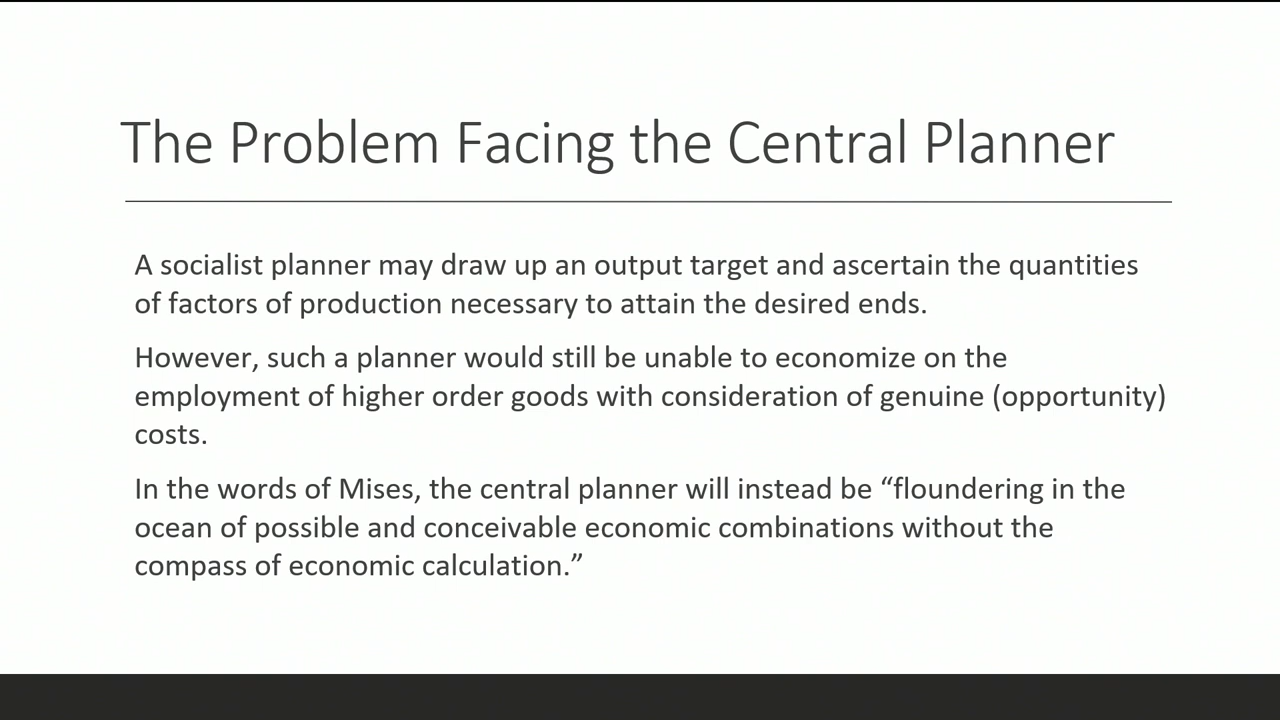 The Problem Facing the Central Planner
A socialist planner may draw up an output target and ascertain the quantities
of factors of production necessary to attain the desired ends.
However, such a planner would still be unable to economize on the
employment of higher order goods with consideration of genuine (opportunity)
costs.
In the words of Mises, the central planner will instead be “floundering in the
ocean of possible and conceivable economic combinations without the
compass of economic calculation.”